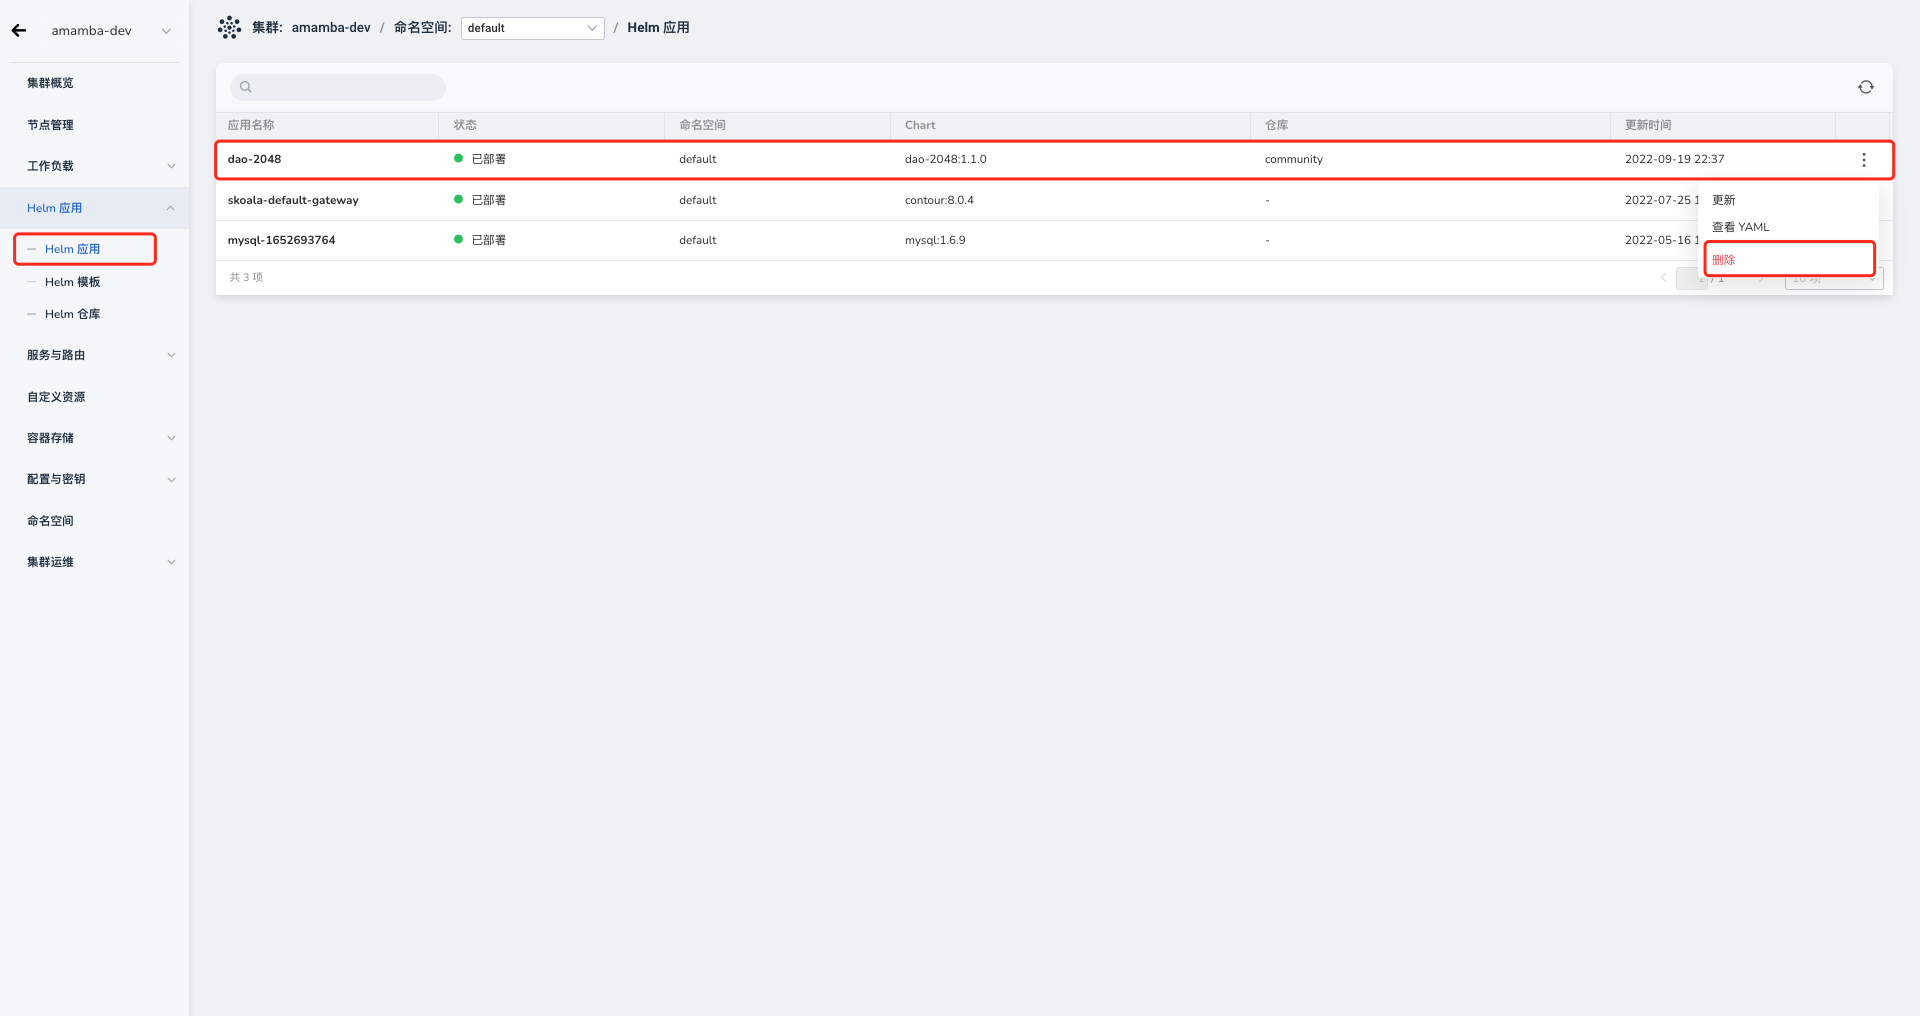 amamba-dev
集群: amamba-dev / 命名空间: default / Helm 应用
集群概览
节点管理
工作负载
Helm 应用
Helm 应用
Helm 模板
Helm 仓库
服务与路由
自定义资源
容器存储
配置与密钥
命名空间
集群运维
应用名称 状态 命名空间 Chart 仓库 更新时间
dao-2048 已部署 default dao-2048:1.1.0 community 2022-09-19 22:37
skoala-default-gateway 已部署 default contour:8.0.4 - 2022-07-25 1
mysql-1652693764 已部署 default mysql:1.6.9 - 2022-05-16 1
更新
查看 YAML
删除
共 3 项
/ 1